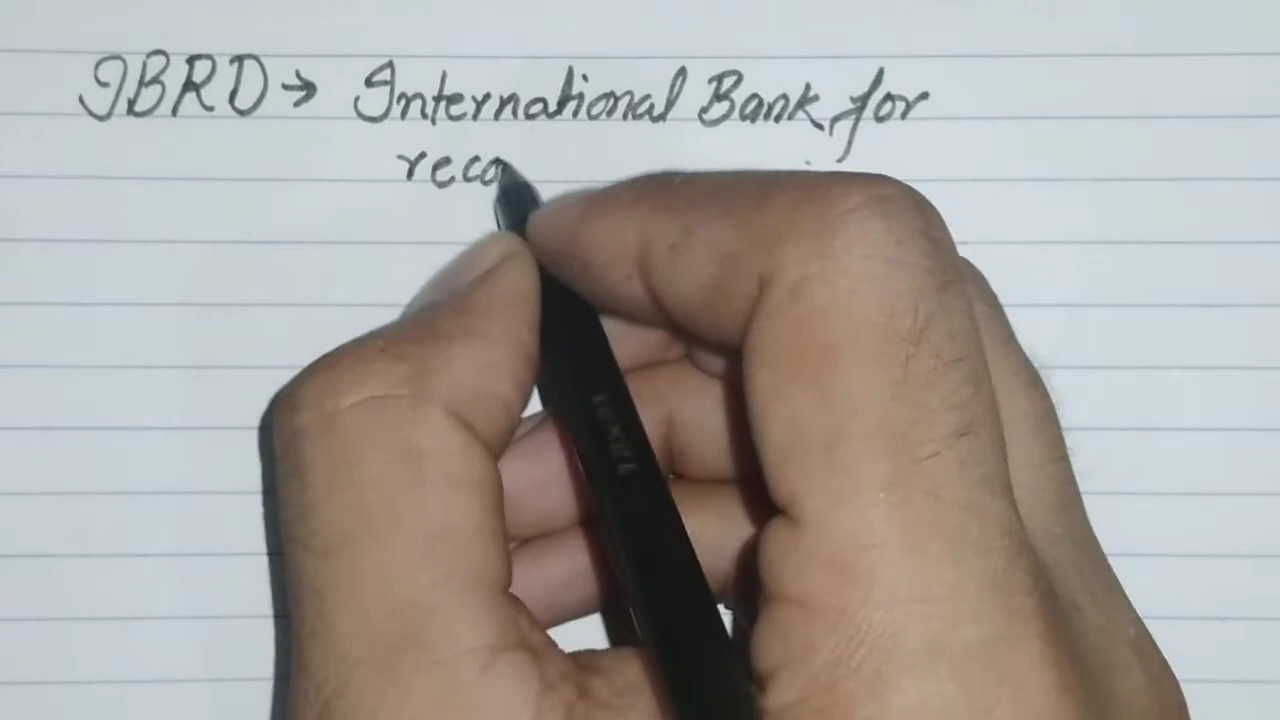 IBRD → International Bank for
reco